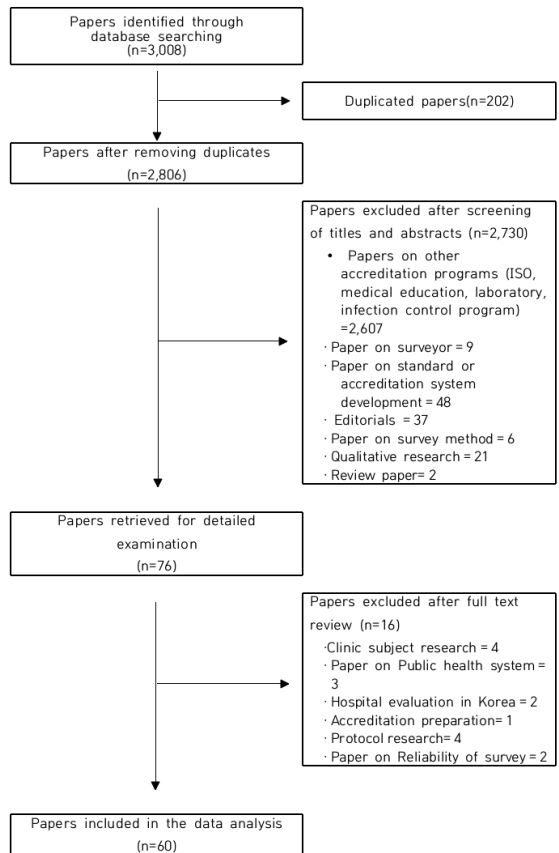 Papers identified through
database searching
(n=3,008)
Duplicated papers(n=202)
Papers after removing duplicates
(n=2,806)
Papers excluded after screening
of titles and abstracts (n=2,730)
• Papers on other
accreditation programs (ISO,
medical education, laboratory,
infection control program)
=2,607
· Paper on surveyor = 9
· Paper on standard or
accreditation system
development = 48
· Editorials = 37
· Paper on survey method = 6
· Qualitative research = 21
· Review paper= 2
Papers retrieved for detailed
examination
(n=76)
Papers excluded after full text
review (n=16)
·Clinic subject research = 4
· Paper on Public health system =
3
· Hospital evaluation in Korea = 2
· Accreditation preparation= 1
· Protocol research= 4
· Paper on Reliability of survey = 2
Papers included in the data analysis
(n=60)